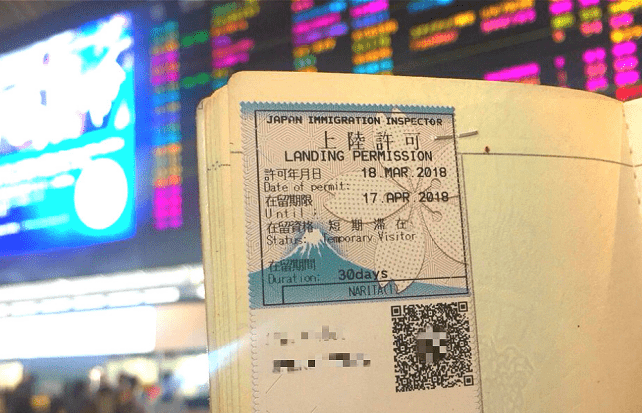 JAPAN IMMIGRATION INSPECTOR
上陸許可
LANDING PERMISSION
許可年月日 18.MAR.2018
Date of permit:
在留期限 17.APR.2018
Until :
在留資格 短期滞在
Status: Temporary Visitor
在留期間
Duration: 30days
NARITA(1)